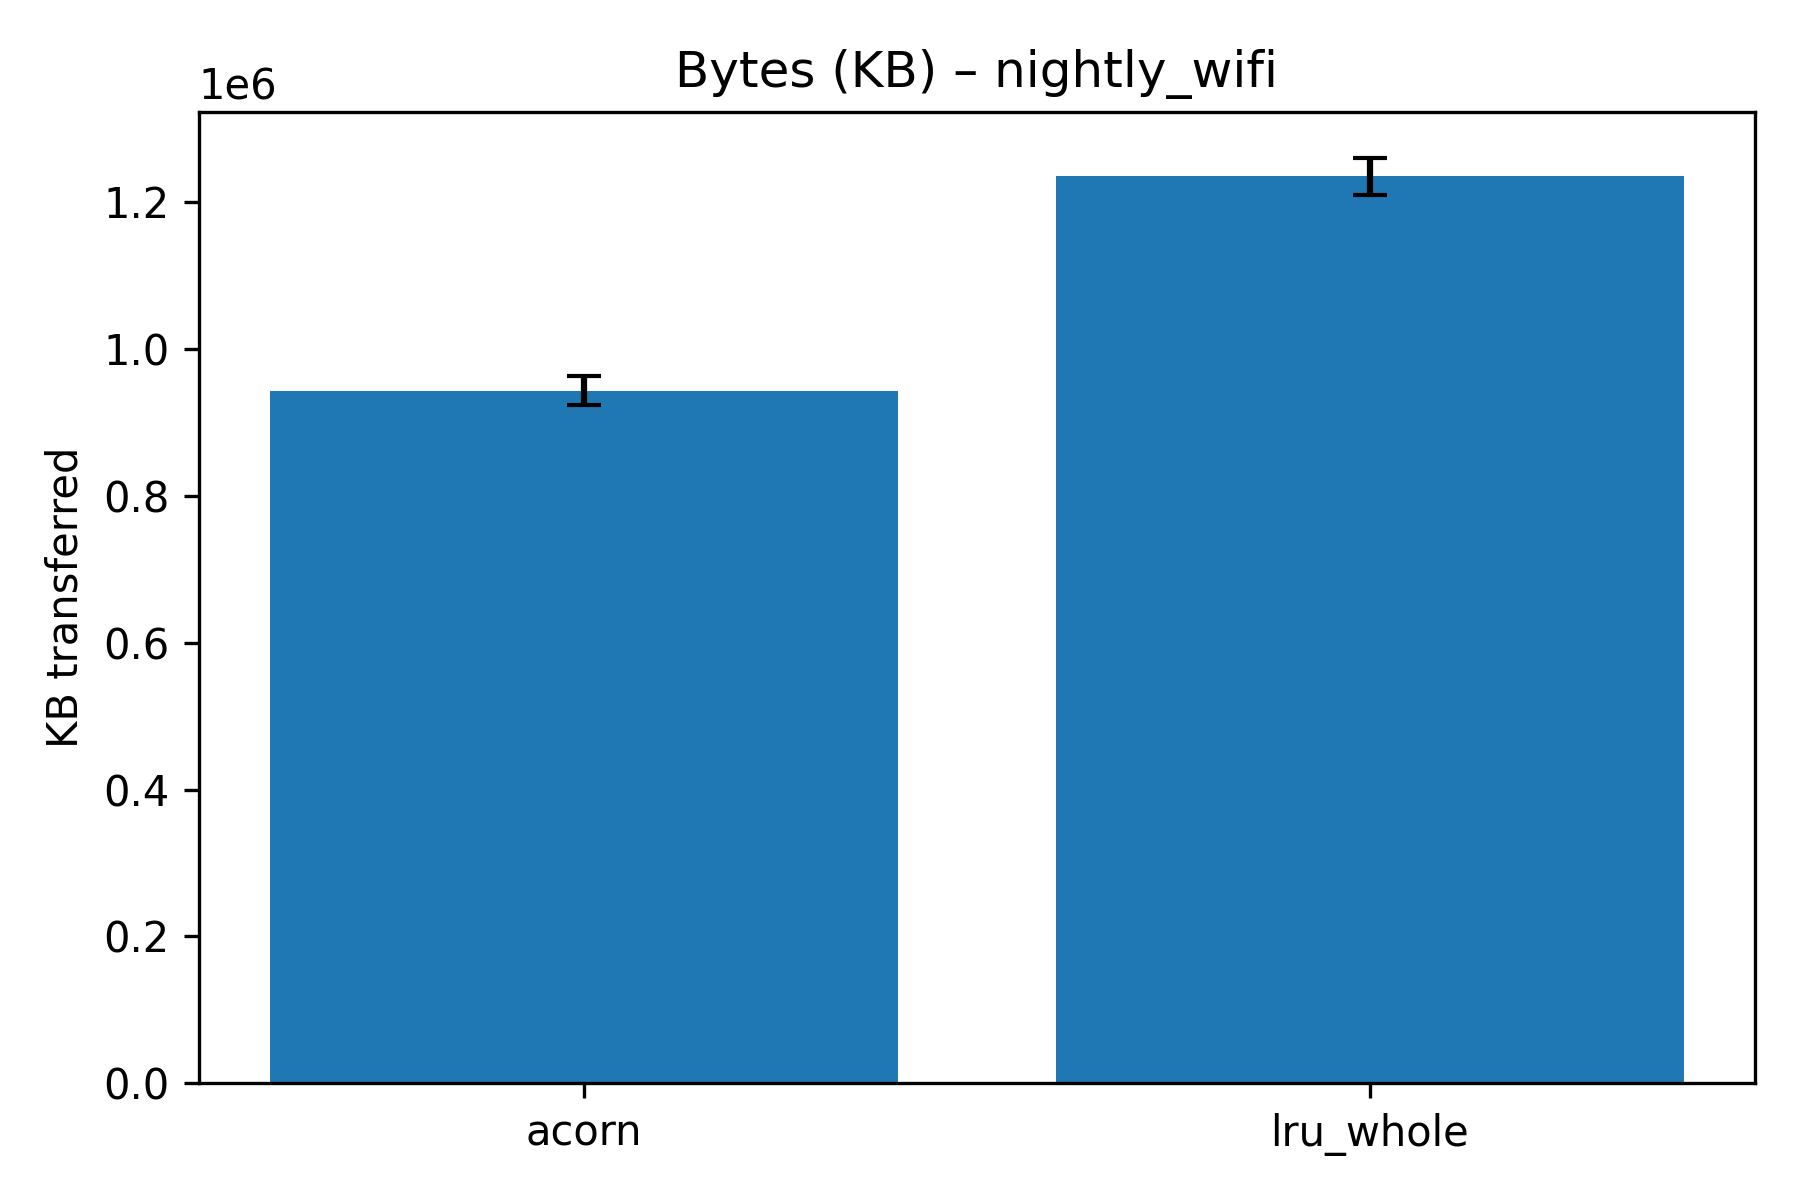 Bytes (KB) – nightly_wifi
1e6
KB transferred
1.2
1.0
0.8
0.6
0.4
0.2
0.0
acorn
lru_whole